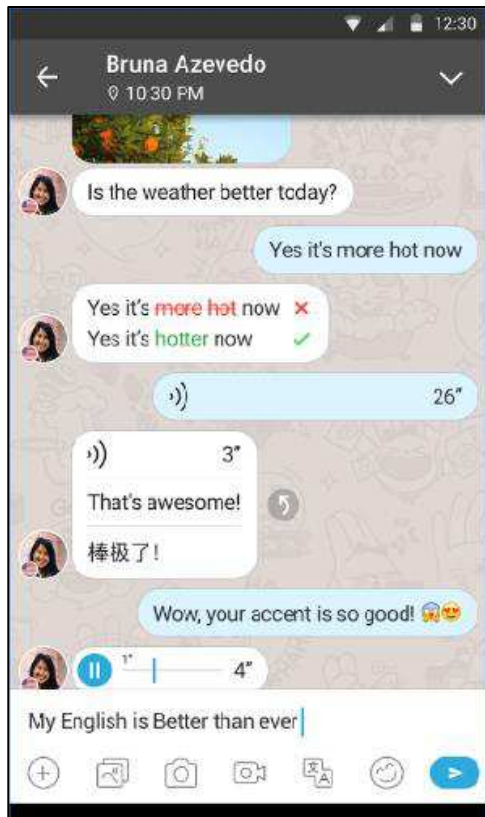 12:30
Bruna Azevedo
10:30 PM
Is the weather better today?
Yes it's more hot now
Yes it's more hot now
Yes it's hotter now
26"
3"
That's awesome!
棒极了!
Wow, your accent is so good! 😱😍
1"
4"
My English is Better than ever